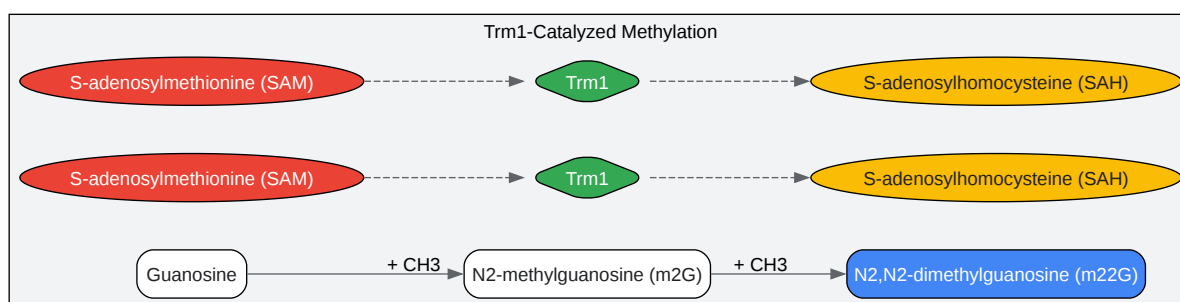 Trm1-Catalyzed Methylation
S-adenosylmethionine (SAM) Trm1 S-adenosylhomocysteine (SAH)
S-adenosylmethionine (SAM) Trm1 S-adenosylhomocysteine (SAH)
Guanosine + CH3 N2-methylguanosine (m2G) + CH3 N2,N2-dimethylguanosine (m22G)